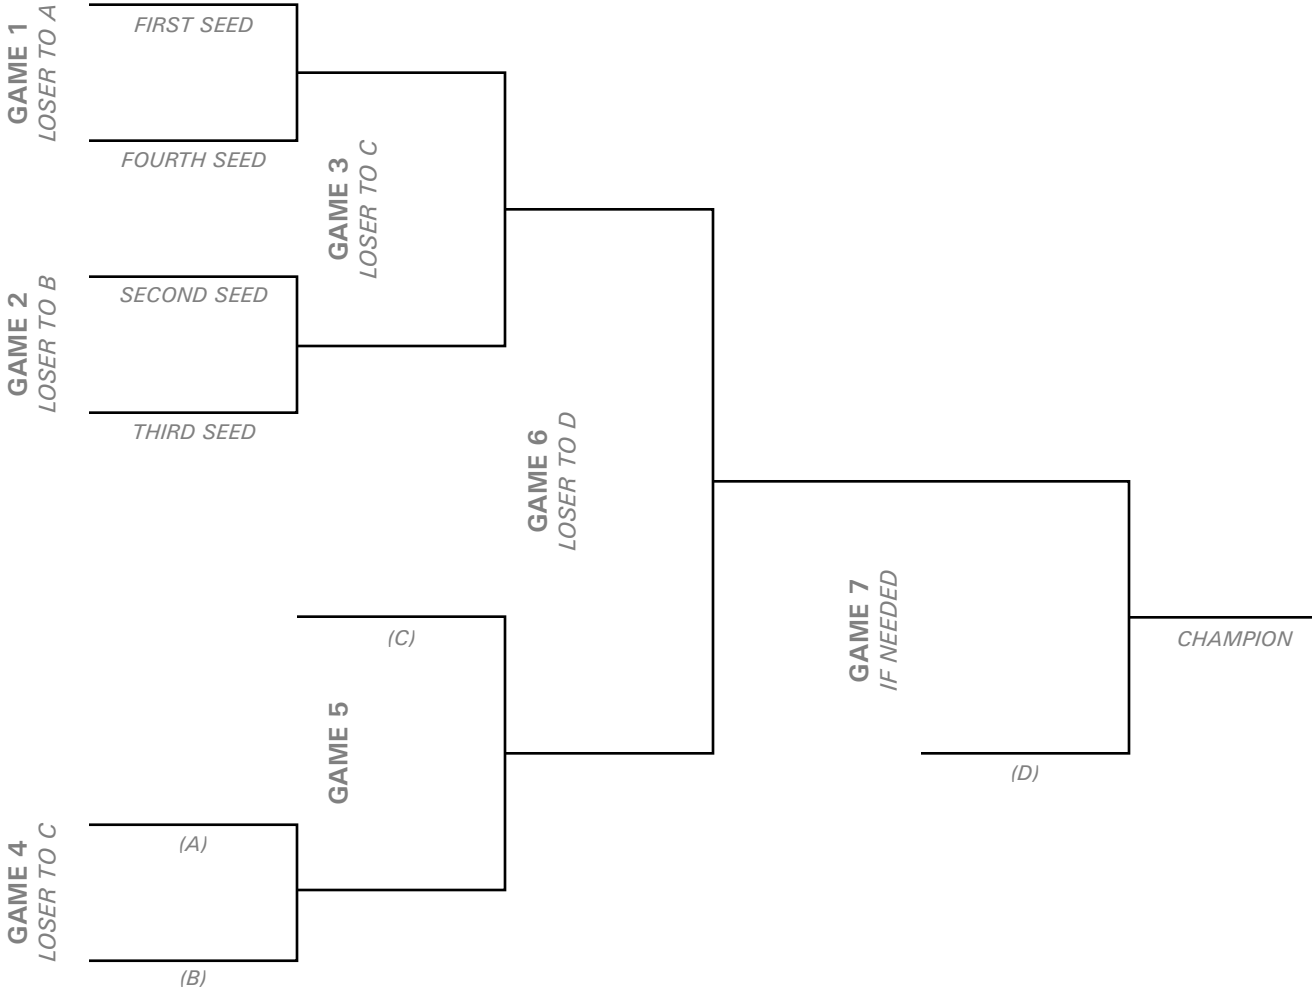 GAME 1
LOSER TO A
FIRST SEED
FOURTH SEED
GAME 2
LOSER TO B
SECOND SEED
THIRD SEED
GAME 3
LOSER TO C
GAME 6
LOSER TO D
(C)
GAME 5
GAME 4
LOSER TO C
(A)
(B)
GAME 7
IF NEEDED
(D)
CHAMPION